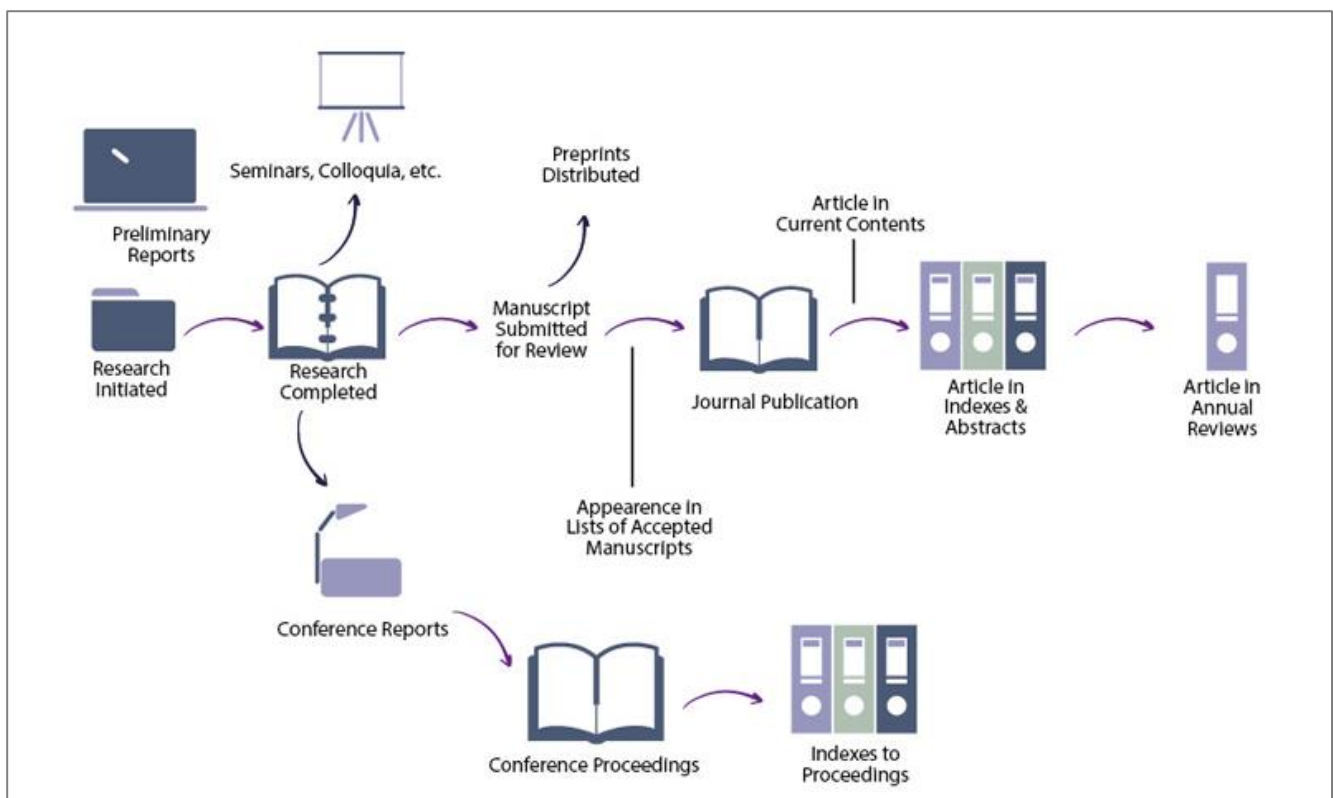 Seminars, Colloquia, etc.
Preliminary
Reports
Preprints
Distributed
Article in
Current Contents
Research
Initiated
Research
Completed
Manuscript
Submitted
for Review
Journal Publication
Article in
Indexes &
Abstracts
Article in
Annual
Reviews
Appearence in
Lists of Accepted
Manuscripts
Conference Reports
Conference Proceedings
Indexes to
Proceedings